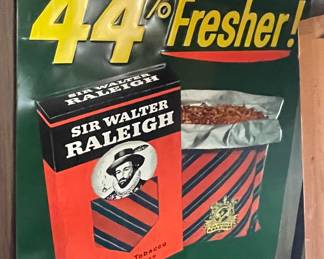 44% Fresher!
SIR WALTER
RALEIGH
SIR WALTER
RALEIGH
Tobacco